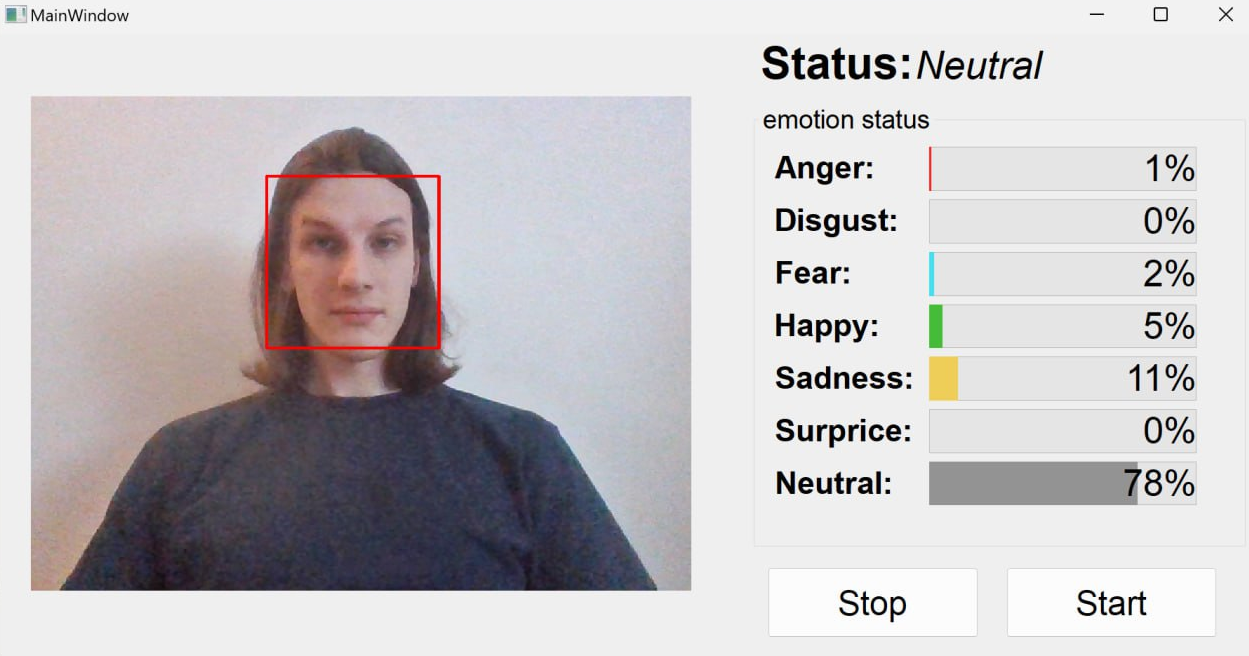 MainWindow
Status: Neutral
emotion status
Anger: 1%
Disgust: 0%
Fear: 2%
Happy: 5%
Sadness: 11%
Surprice: 0%
Neutral: 78%
Stop Start